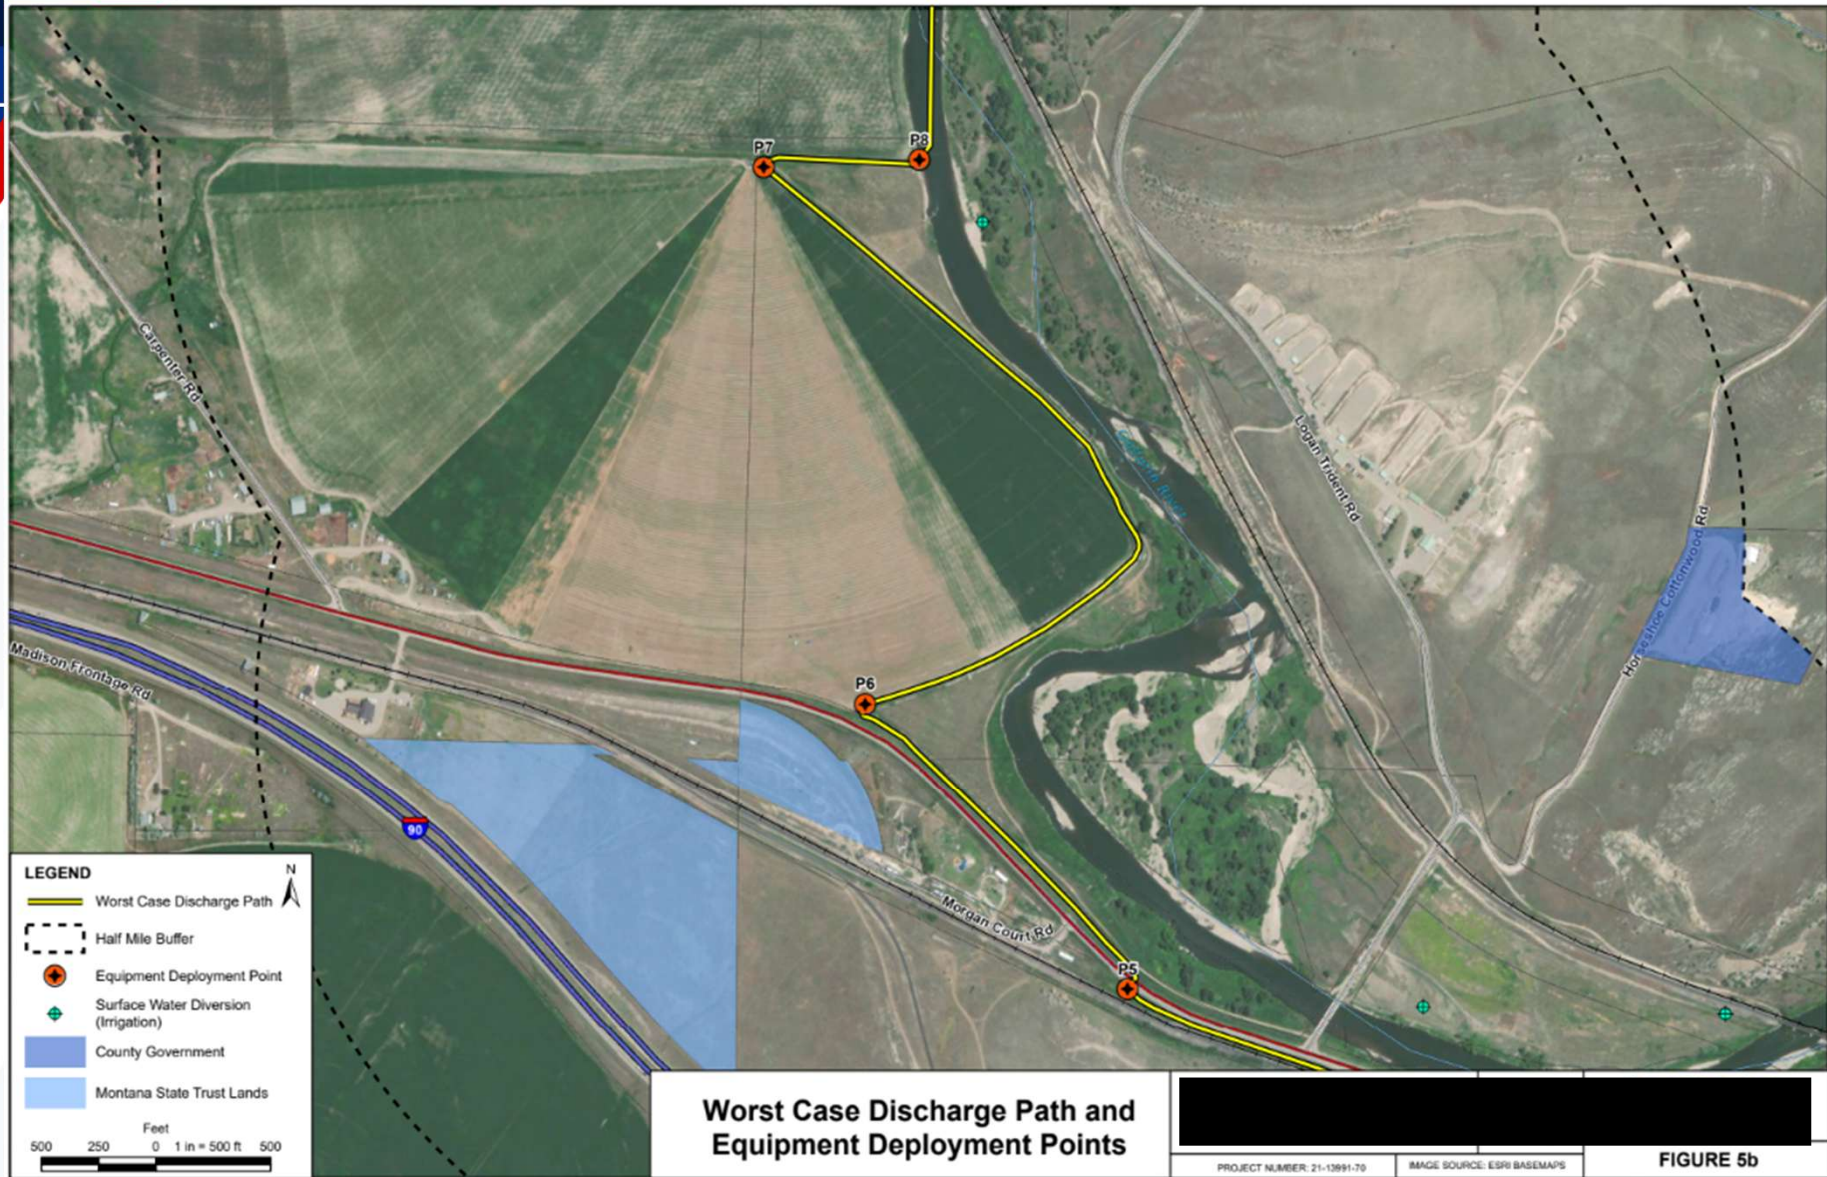 P7
P8
Carpenter Rd
Gallatin River
Logan Trident Rd
Horseshoe Cottonwood Rd
Madison Frontage Rd
P6
90
Morgan Court Rd
P5
LEGEND
N
Worst Case Discharge Path
Half Mile Buffer
Equipment Deployment Point
Surface Water Diversion
(Irrigation)
County Government
Montana State Trust Lands
Feet
500 250 0 1 in = 500 ft 500
Worst Case Discharge Path and
Equipment Deployment Points
PROJECT NUMBER: 21-13991-70
IMAGE SOURCE: ESRI BASEMAPS
FIGURE 5b